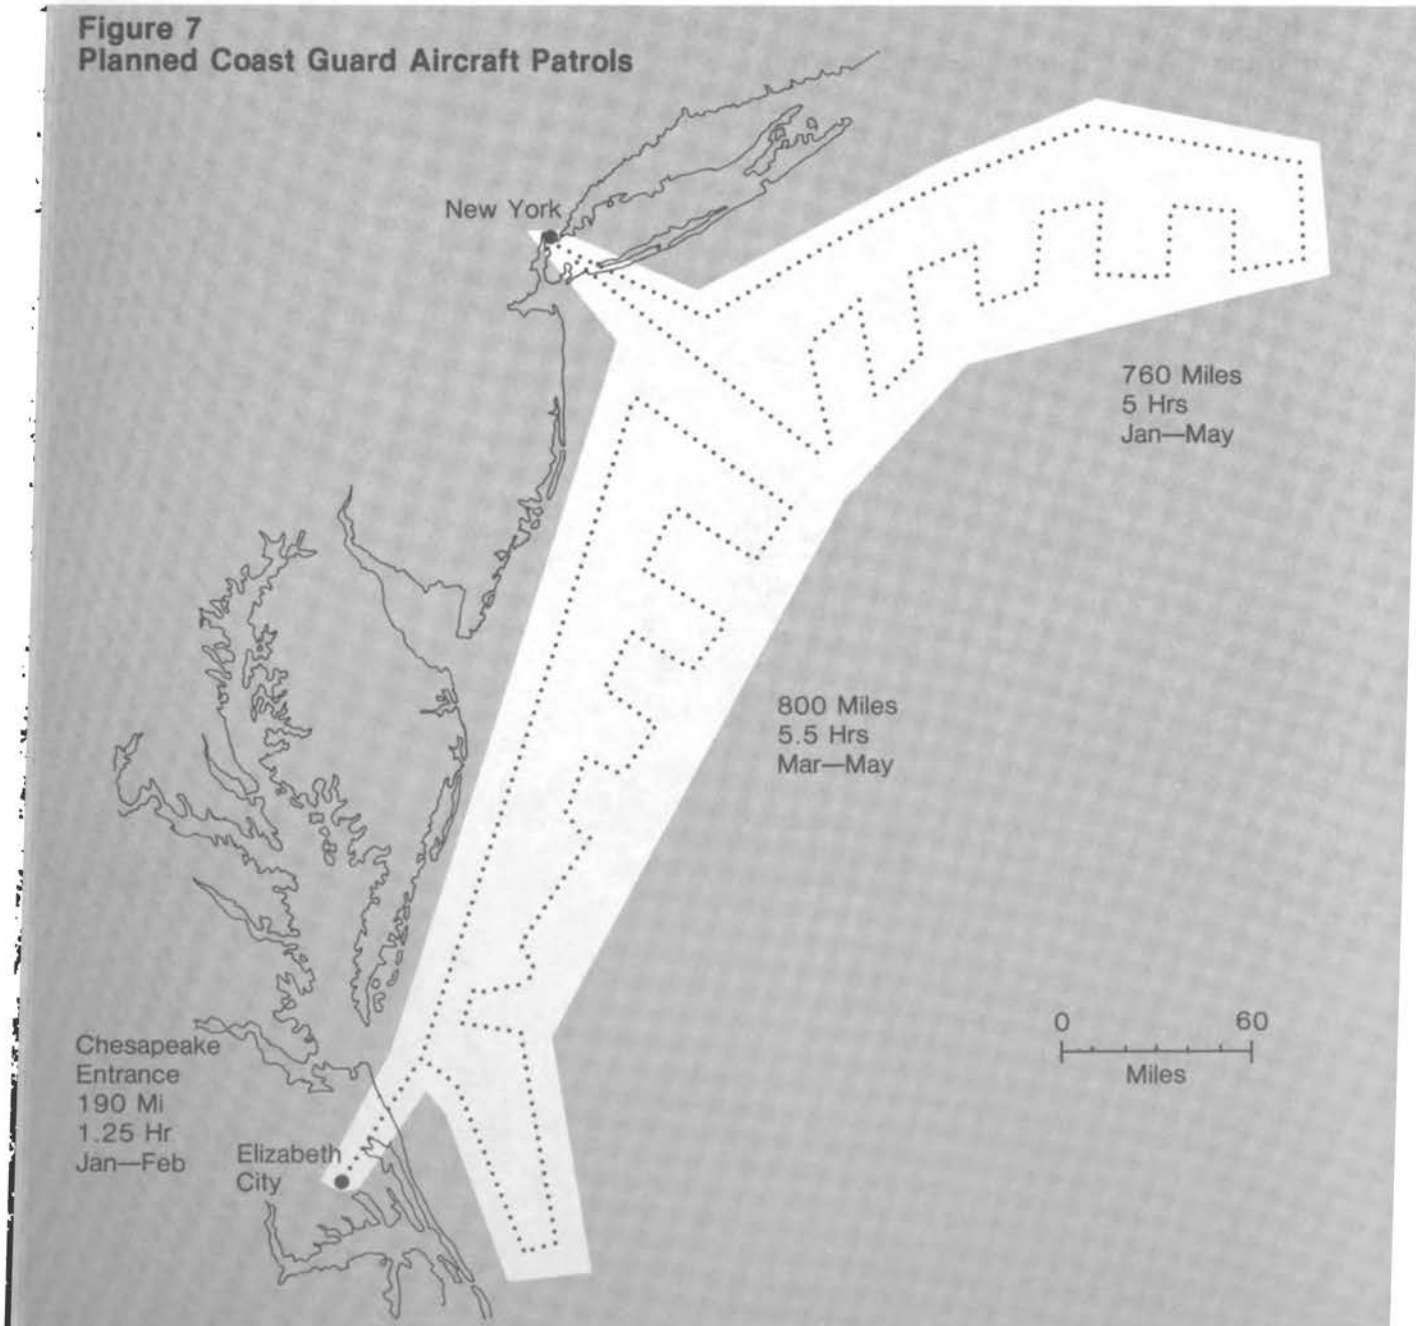 Figure 7
Planned Coast Guard Aircraft Patrols
New York
760 Miles
5 Hrs
Jan—May
800 Miles
5.5 Hrs
Mar—May
Chesapeake
Entrance
190 Mi
1.25 Hr
Jan—Feb
Elizabeth
City
0 60
Miles